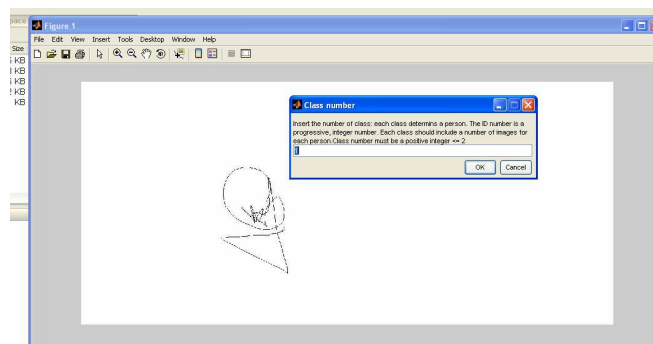 pace
Figure 1
File Edit View Insert Tools Desktop Window Help
Size
KB
KB
KB
KB
KB
Class number
Insert the number of class: each class determins a person. The ID number is a
progressive, integer number. Each class should include a number of images for
each person.Class number must be a positive integer <= 2
OK Cancel